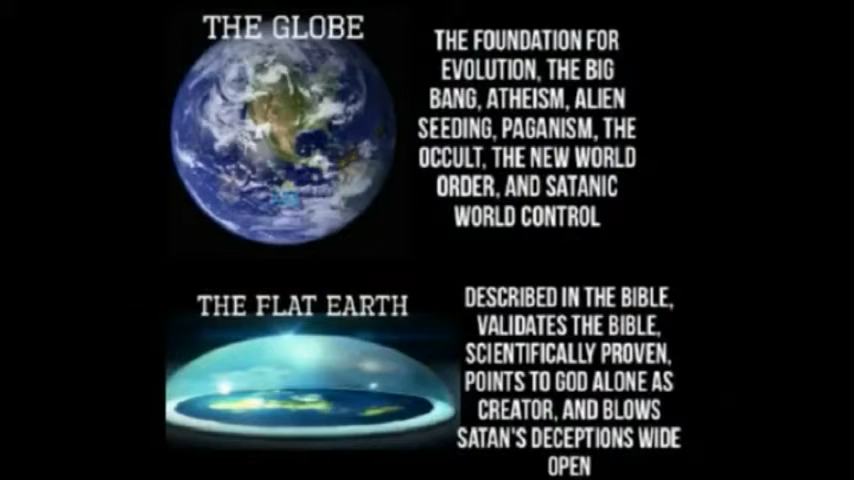 THE GLOBE
THE FOUNDATION FOR
EVOLUTION, THE BIG
BANG, ATHEISM, ALIEN
SEEDING, PAGANISM, THE
OCCULT, THE NEW WORLD
ORDER, AND SATANIC
WORLD CONTROL
THE FLAT EARTH
DESCRIBED IN THE BIBLE,
VALIDATES THE BIBLE,
SCIENTIFICALLY PROVEN,
POINTS TO GOD ALONE AS
CREATOR, AND BLOWS
SATAN'S DECEPTIONS WIDE
OPEN